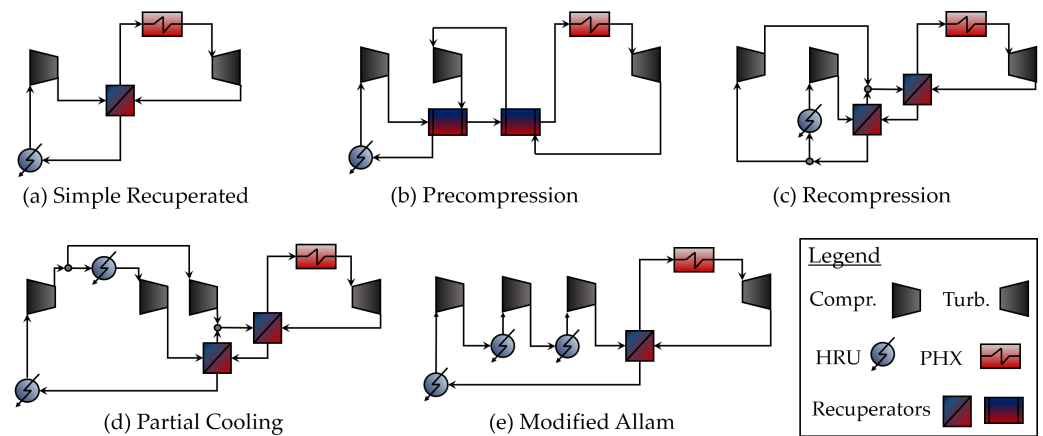 (a) Simple Recuperated
(b) Precompression
(c) Recompression
(d) Partial Cooling
(e) Modified Allam
Legend
Compr.
Turb.
HRU
PHX
Recuperators